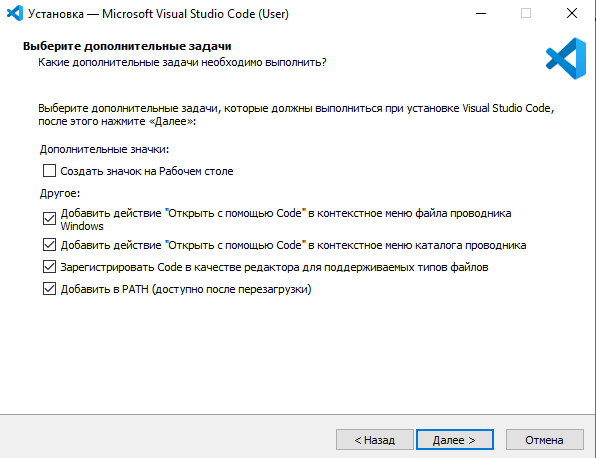 Установка — Microsoft Visual Studio Code (User)
Выберите дополнительные задачи
Какие дополнительные задачи необходимо выполнить?
Выберите дополнительные задачи, которые должны выполниться при установке Visual Studio Code,
после этого нажмите «Далее»:
Дополнительные значки:
Создать значок на Рабочем столе
Другое:
Добавить действие "Открыть с помощью Code" в контекстное меню файла проводника
Windows
Добавить действие "Открыть с помощью Code" в контекстное меню каталога проводника
Зарегистрировать Code в качестве редактора для поддерживаемых типов файлов
Добавить в PATH (доступно после перезагрузки)
< Назад
Далее >
Отмена